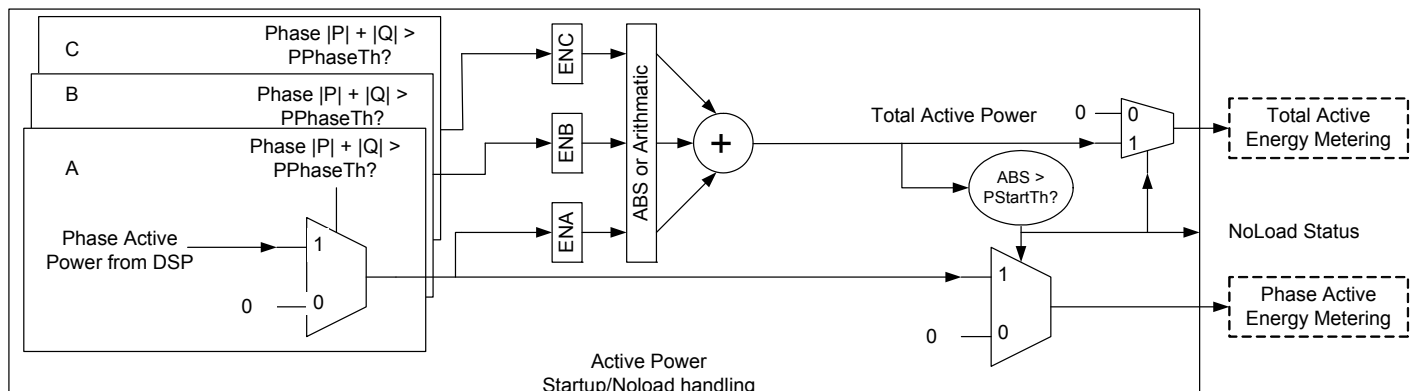 C
Phase |P| + |Q| >
PPhaseTh?
B
Phase |P| + |Q| >
PPhaseTh?
A
Phase |P| + |Q| >
PPhaseTh?
Phase Active
Power from DSP
1
0
0
ENC
ENB
ENA
ABS or Arithmatic
+
Total Active Power
0
0
1
ABS >
PStartTh?
Total Active
Energy Metering
NoLoad Status
1
0
0
Phase Active
Energy Metering
Active Power
Startup/Noload handling